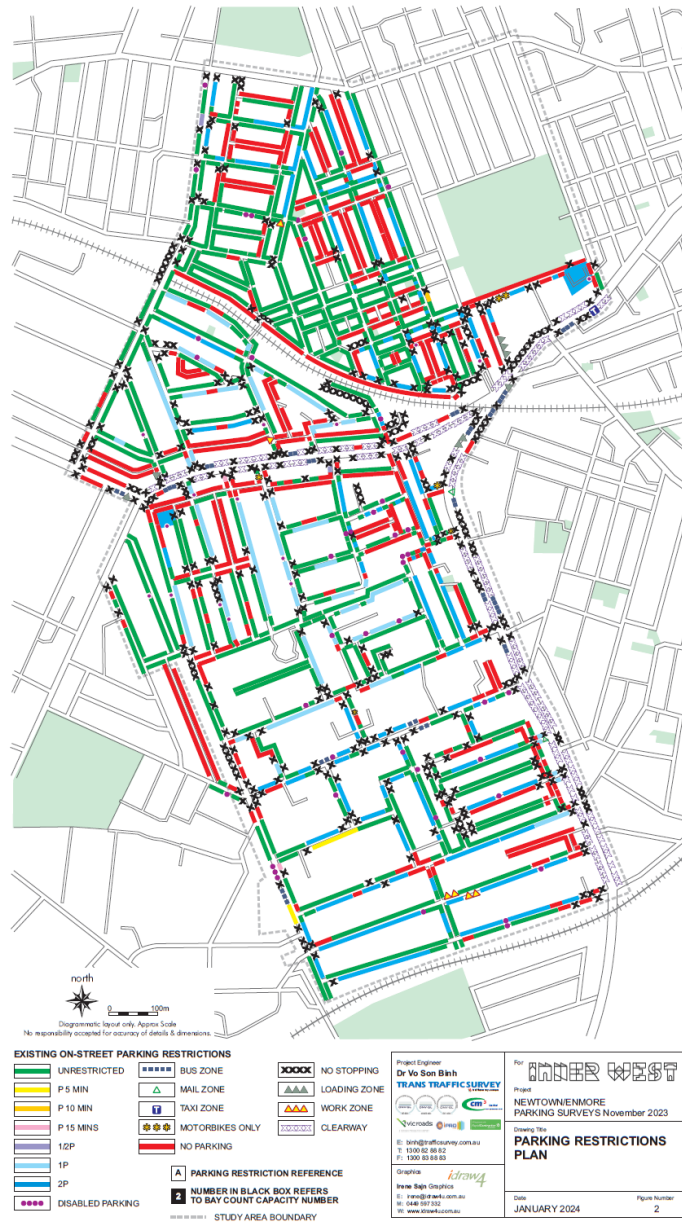 T
north
0 100m
Diagrammatic layout only. Approx Scale
No responsibility accepted for accuracy of details & dimensions.
EXISTING ON-STREET PARKING RESTRICTIONS
UNRESTRICTED
P 5 MIN
P 10 MIN
P 15 MINS
1/2P
1P
2P
DISABLED PARKING
BUS ZONE
MAIL ZONE
T TAXI ZONE
MOTORBIKES ONLY
NO PARKING
NO STOPPING
LOADING ZONE
WORK ZONE
CLEARWAY
A PARKING RESTRICTION REFERENCE
2 NUMBER IN BLACK BOX REFERS
TO BAY COUNT CAPACITY NUMBER
STUDY AREA BOUNDARY
Project Engineer
Dr Vo Son Binh
TRANS TRAFFIC SURVEY
cm
vicroads
E: binh@trafficsurvey.com.au
T: 1300 82 88 82
F: 1300 83 88 83
Graphics
idraw4
Irene Sajn Graphics
E: irene@idraw4u.com.au
M: 0449 597 332
W: www.idraw4u.com.au
For INNER WEST
Project
NEWTOWN/ENMORE
PARKING SURVEYS November 2023
Drawing Title
PARKING RESTRICTIONS
PLAN
Date
JANUARY 2024
Figure Number
2